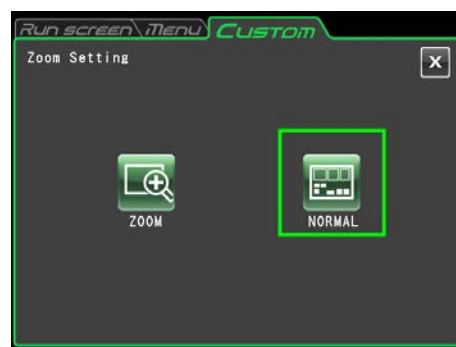 Run screen Menu Custom
Zoom Setting
X
ZOOM NORMAL